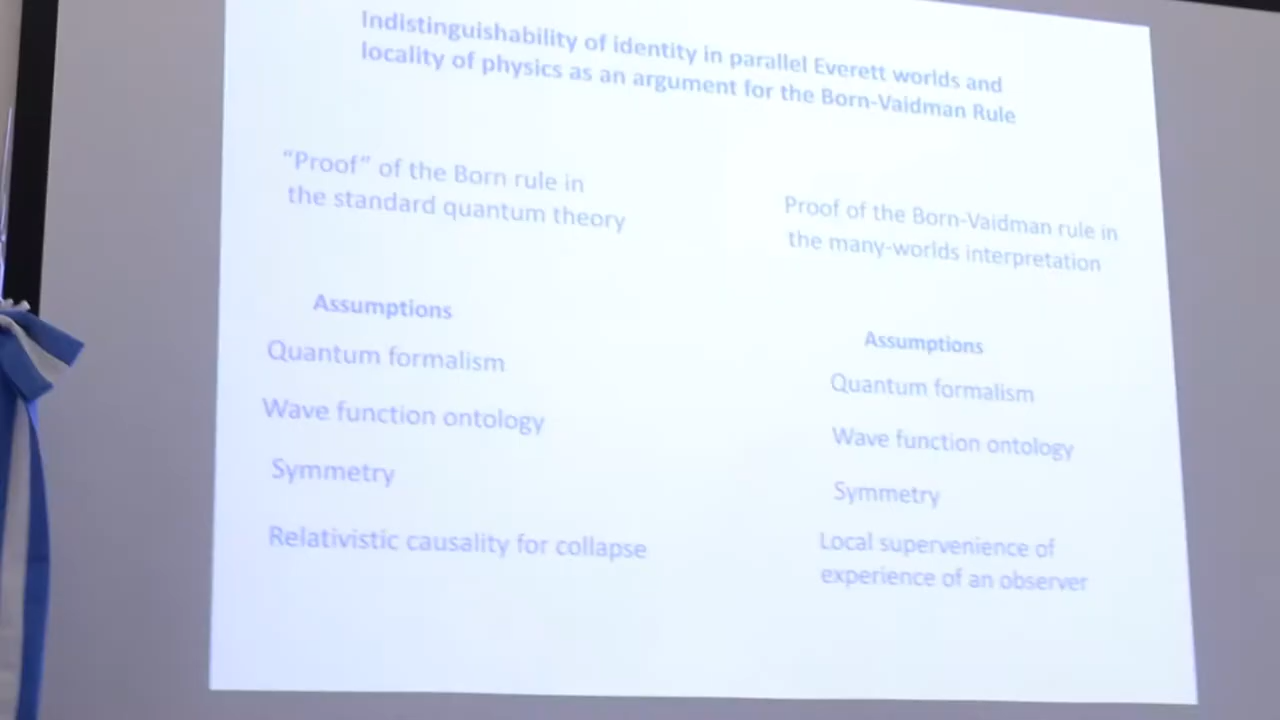 Indistinguishability of identity in parallel Everett worlds and
locality of physics as an argument for the Born-Vaidman Rule
“Proof” of the Born rule in
the standard quantum theory
Assumptions
Quantum formalism
Wave function ontology
Symmetry
Relativistic causality for collapse
Proof of the Born-Vaidman rule in
the many-worlds interpretation
Assumptions
Quantum formalism
Wave function ontology
Symmetry
Local supervenience of
experience of an observer